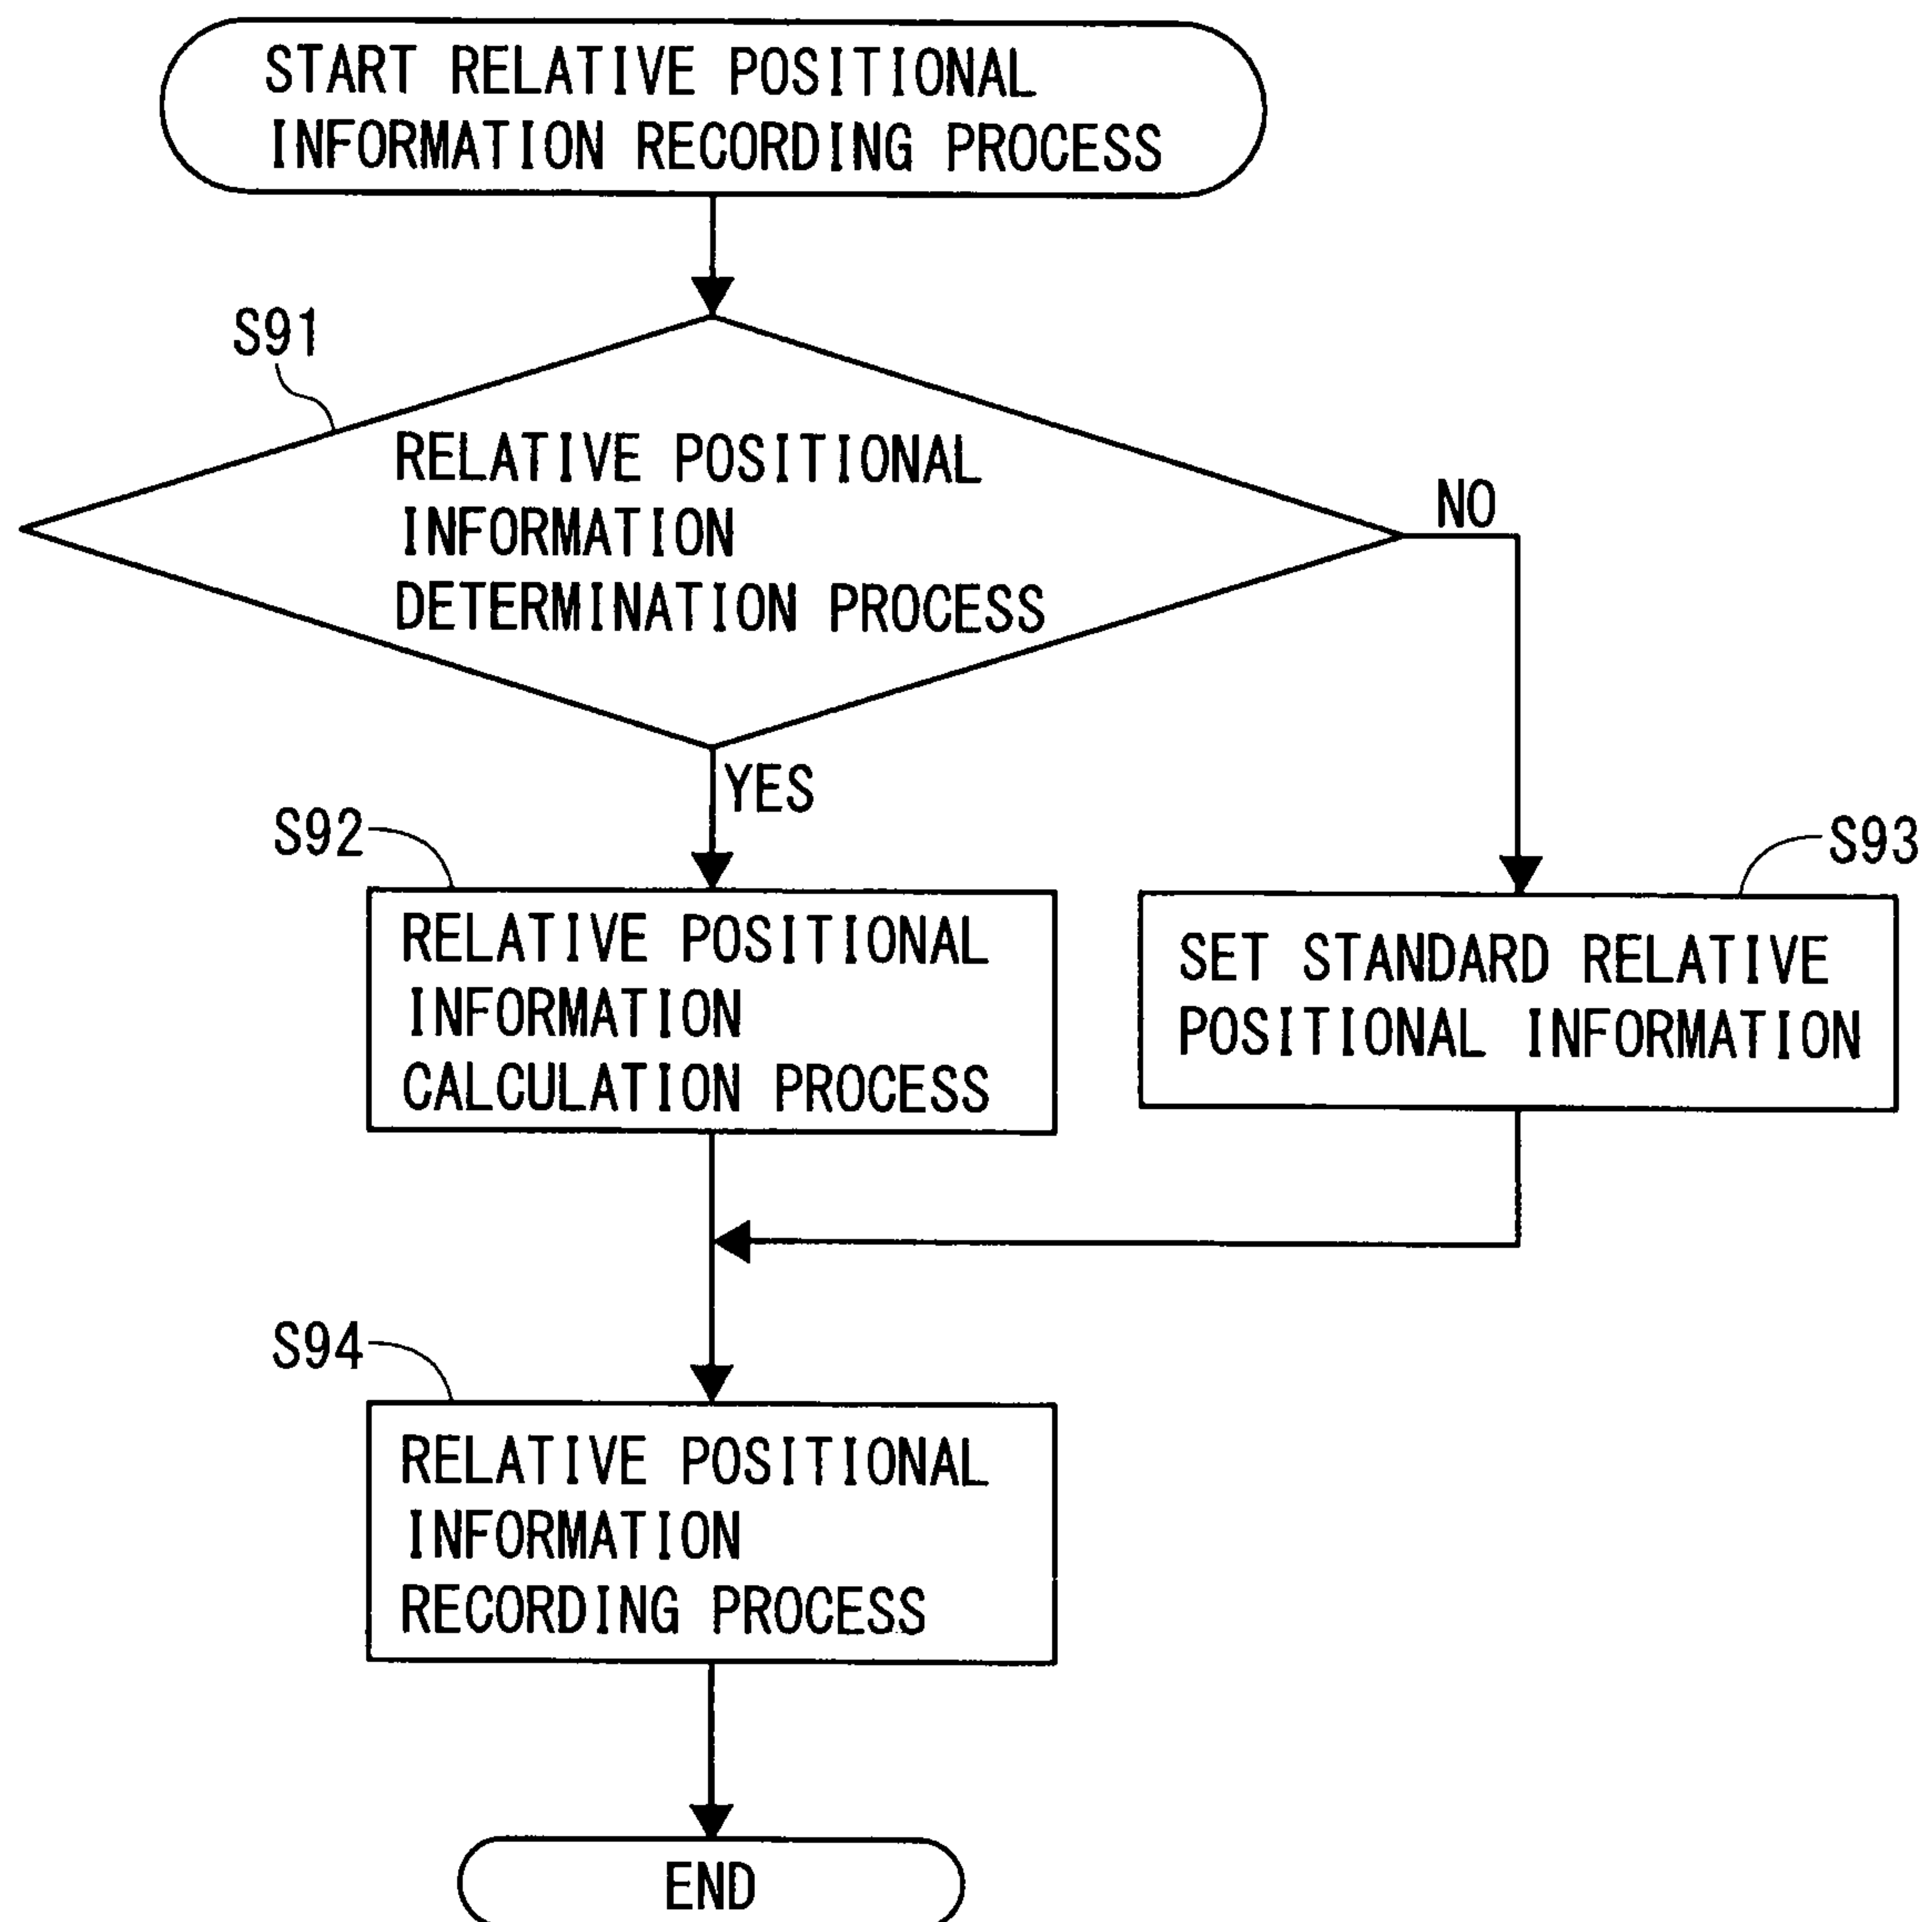 START RELATIVE POSITIONAL
INFORMATION RECORDING PROCESS
S91
RELATIVE POSITIONAL
INFORMATION
DETERMINATION PROCESS
NO
YES
S92
RELATIVE POSITIONAL
INFORMATION
CALCULATION PROCESS
S93
SET STANDARD RELATIVE
POSITIONAL INFORMATION
S94
RELATIVE POSITIONAL
INFORMATION
RECORDING PROCESS
END